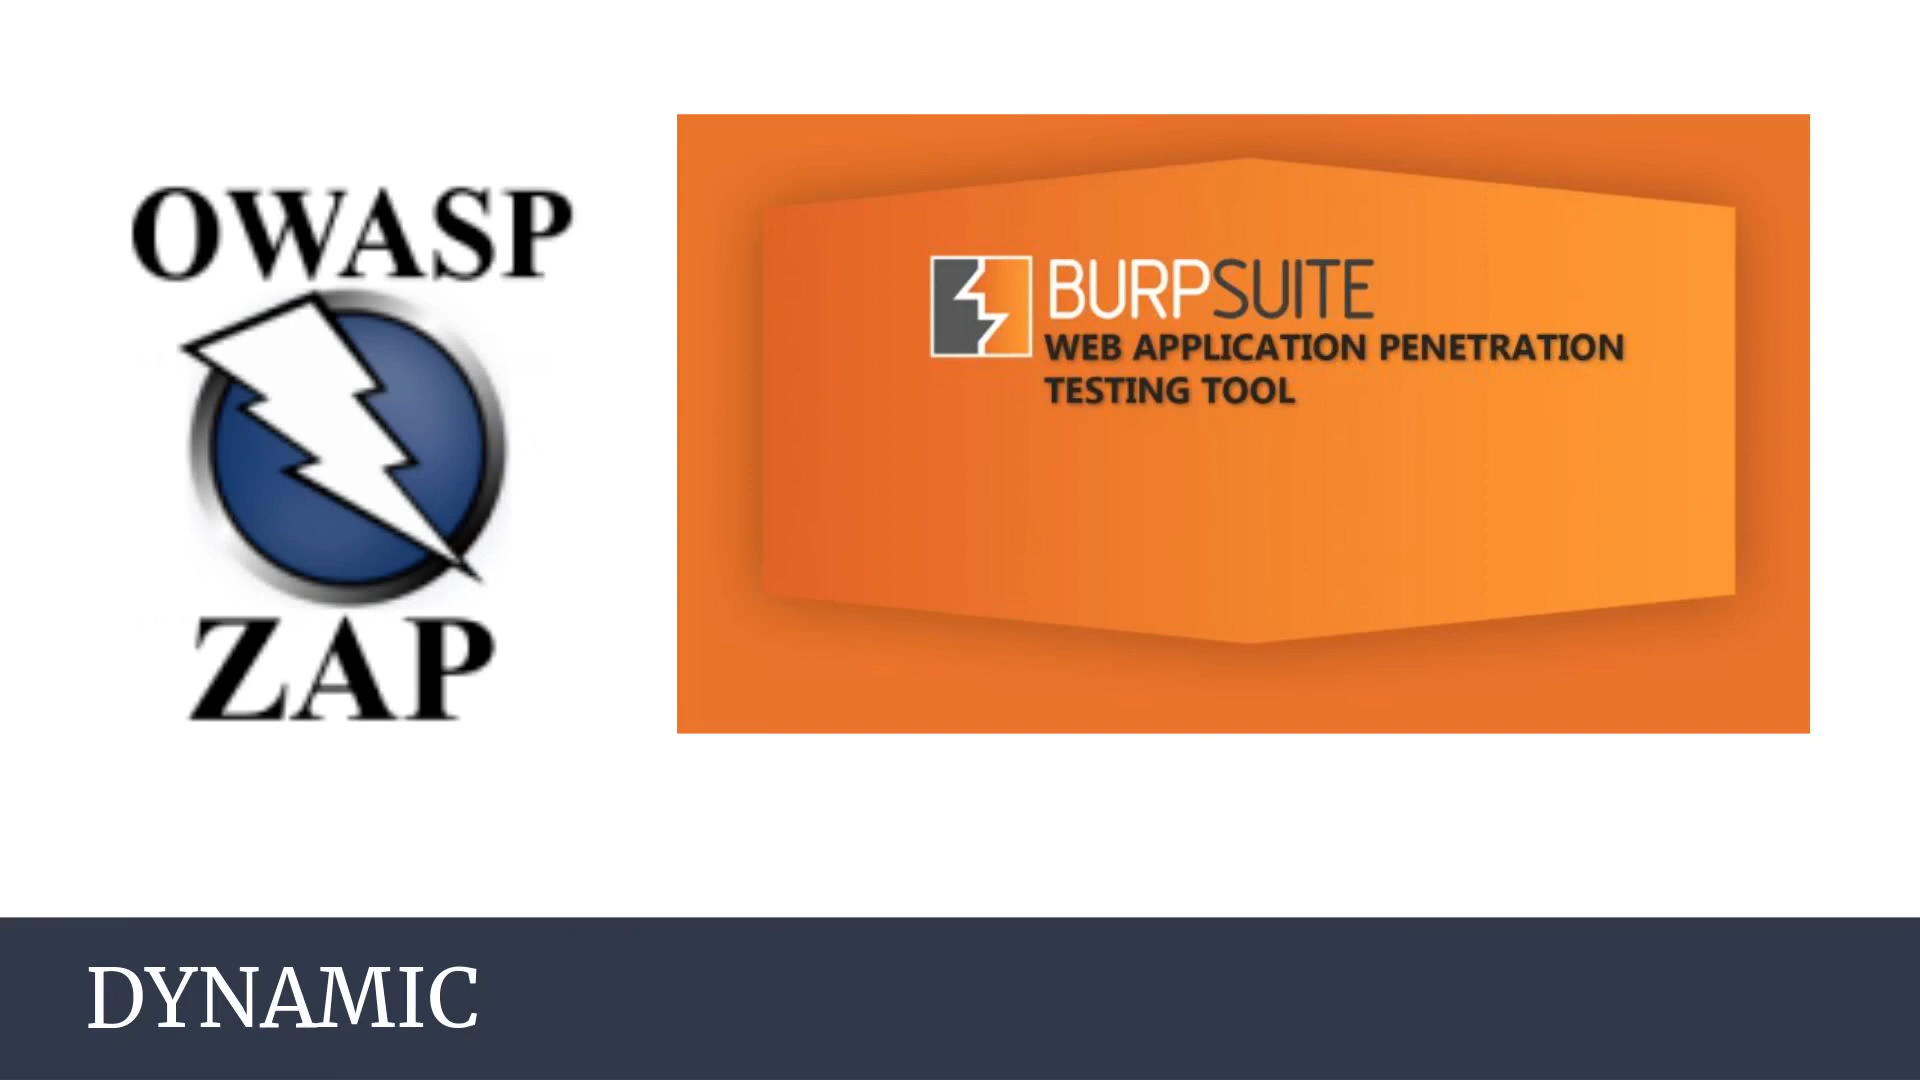 OWASP
ZAP
BURPSUITE
WEB APPLICATION PENETRATION
TESTING TOOL
DYNAMIC